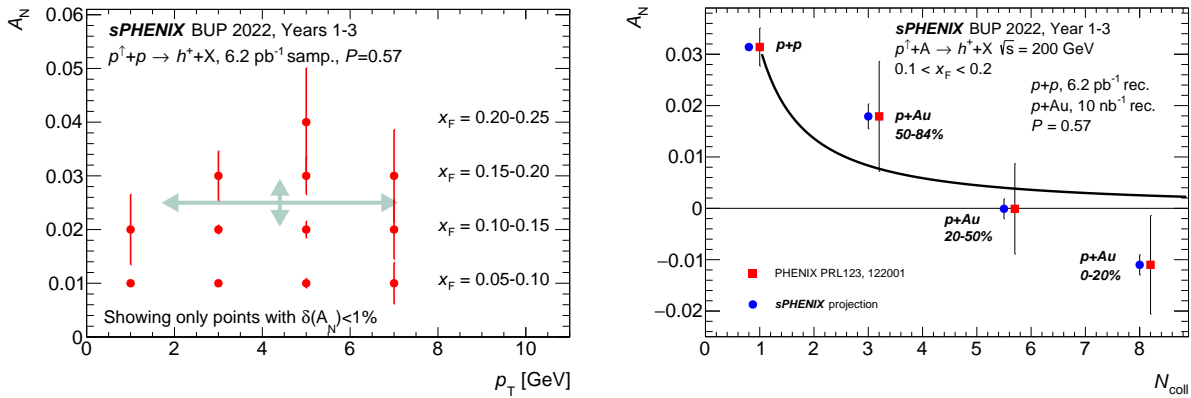 A_N
0.06
0.05
0.04
0.03
0.02
0.01
0
sPHENIX BUP 2022, Years 1-3
p↑+p → h⁺+X, 6.2 pb⁻¹ samp., P=0.57
x_F = 0.20-0.25
x_F = 0.15-0.20
x_F = 0.10-0.15
x_F = 0.05-0.10
Showing only points with δ(A_N)<1%
0 2 4 6 8 10
p_T [GeV]
A_N
0.03
0.02
0.01
0
−0.01
−0.02
sPHENIX BUP 2022, Year 1-3
p↑+A → h⁺+X √s = 200 GeV
0.1 < x_F < 0.2
p+p, 6.2 pb⁻¹ rec.
p+Au, 10 nb⁻¹ rec.
P = 0.57
p+p
p+Au
50-84%
p+Au
20-50%
p+Au
0-20%
PHENIX PRL123, 122001
sPHENIX projection
0 1 2 3 4 5 6 7 8
N_coll